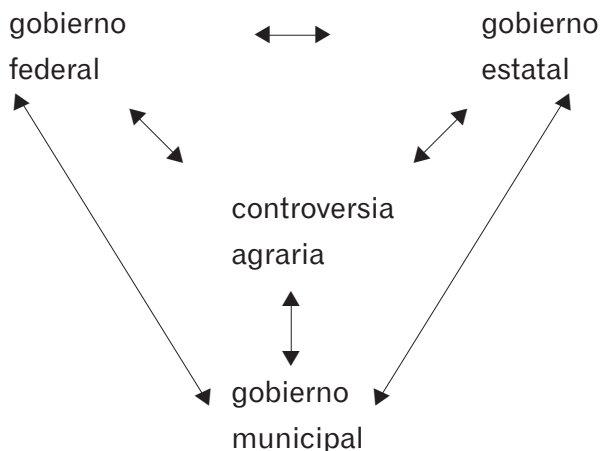 gobierno
federal
gobierno
estatal
controversia
agraria
gobierno
municipal